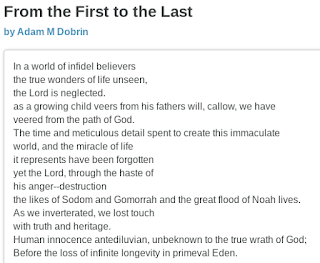 From the First to the Last
by Adam M Dobrin
In a world of infidel believers
the true wonders of life unseen,
the Lord is neglected.
as a growing child veers from his fathers will, callow, we have
veered from the path of God.
The time and meticulous detail spent to create this immaculate
world, and the miracle of life
it represents have been forgotten
yet the Lord, through the haste of
his anger--destruction
the likes of Sodom and Gomorrah and the great flood of Noah lives.
As we inverterated, we lost touch
with truth and heritage.
Human innocence antediluvian, unbeknown to the true wrath of God;
Before the loss of infinite longevity in primeval Eden.